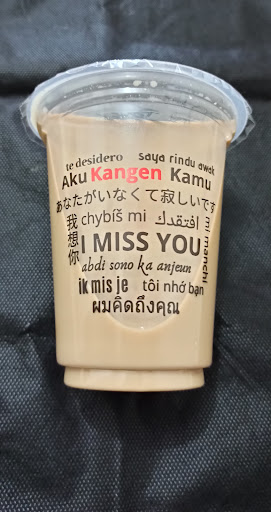 te desidero saya rindu awak
Aku Kangen Kamu
あなたがいなくて寂しいです
我想你
chybíš mi افتقدك
mi manchi
I MISS YOU
abdi sono ka anjeun
ik mis je tôi nhớ bạn
ผมคิดถึงคุณ